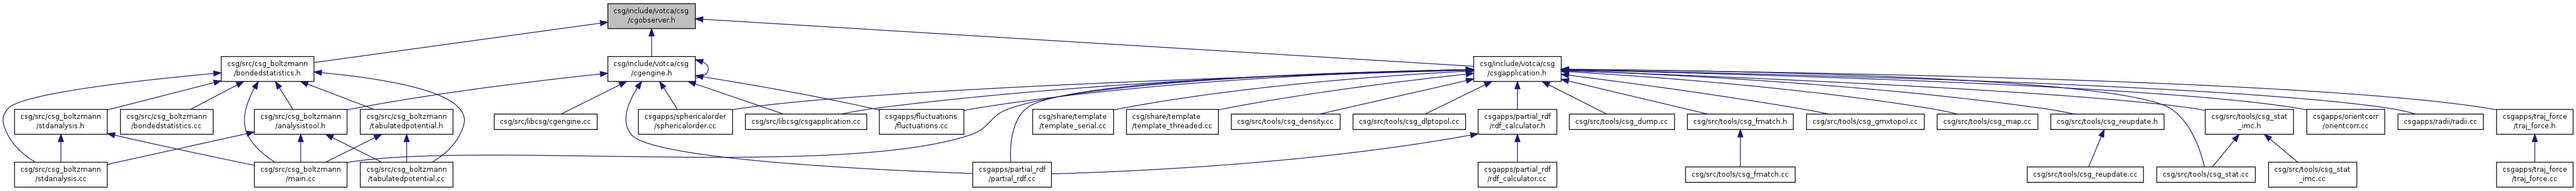 csg/include/votca/csg
/cgobserver.h
csg/src/csg_boltzmann
/bondedstatistics.h
csg/include/votca/csg
/cgengine.h
csg/include/votca/csg
/csgapplication.h
csg/src/csg_boltzmann
/stdanalysis.h
csg/src/csg_boltzmann
/bondedstatistics.cc
csg/src/csg_boltzmann
/analysistool.h
csg/src/csg_boltzmann
/tabulatedpotential.h
csg/src/libcsg/cgengine.cc
csgapps/sphericalorder
/sphericalorder.cc
csg/src/libcsg/csgapplication.cc
csgapps/fluctuations
/fluctuations.cc
csg/share/template
/template_serial.cc
csg/share/template
/template_threaded.cc
csg/src/tools/csg_density.cc
csg/src/tools/csg_dlptopol.cc
csgapps/partial_rdf
/rdf_calculator.h
csg/src/tools/csg_dump.cc
csg/src/tools/csg_fmatch.h
csg/src/tools/csg_gmxtopol.cc
csg/src/tools/csg_map.cc
csg/src/tools/csg_reupdate.h
csg/src/tools/csg_stat
_imc.h
csgapps/orientcorr
/orientcorr.cc
csgapps/radii/radii.cc
csgapps/traj_force
/traj_force.h
csg/src/csg_boltzmann
/stdanalysis.cc
csg/src/csg_boltzmann
/main.cc
csg/src/csg_boltzmann
/tabulatedpotential.cc
csgapps/partial_rdf
/partial_rdf.cc
csgapps/partial_rdf
/rdf_calculator.cc
csg/src/tools/csg_fmatch.cc
csg/src/tools/csg_reupdate.cc
csg/src/tools/csg_stat.cc
csg/src/tools/csg_stat
_imc.cc
csgapps/traj_force
/traj_force.cc